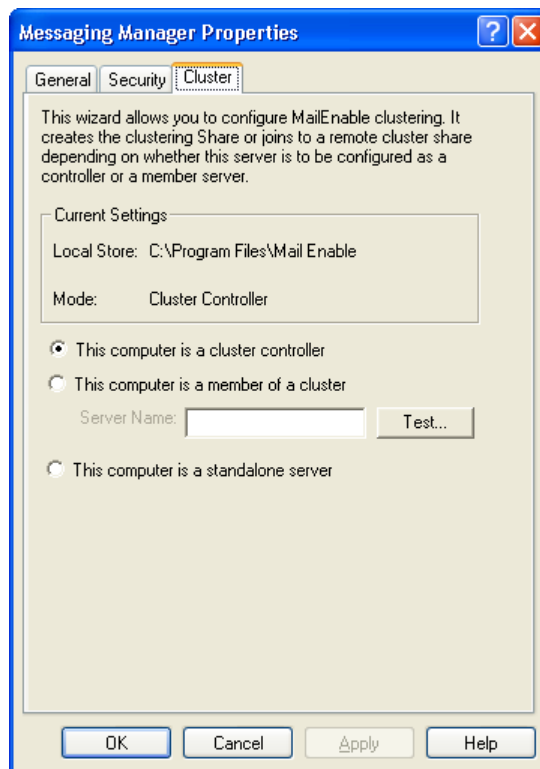 Messaging Manager Properties
General Security Cluster
This wizard allows you to configure MailEnable clustering. It
creates the clustering Share or joins to a remote cluster share
depending on whether this server is to be configured as a
controller or a member server.
Current Settings
Local Store: C:\Program Files\Mail Enable
Mode: Cluster Controller
This computer is a cluster controller
This computer is a member of a cluster
Server Name: Test...
This computer is a standalone server
OK Cancel Apply Help